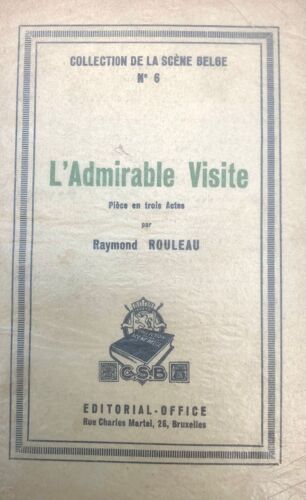 COLLECTION DE LA SCÈNE BELGE
N° 6
L'Admirable Visite
Pièce en trois Actes
par
Raymond ROULEAU
C.S.B
EDITORIAL-OFFICE
Rue Charles Martel, 26, Bruxelles